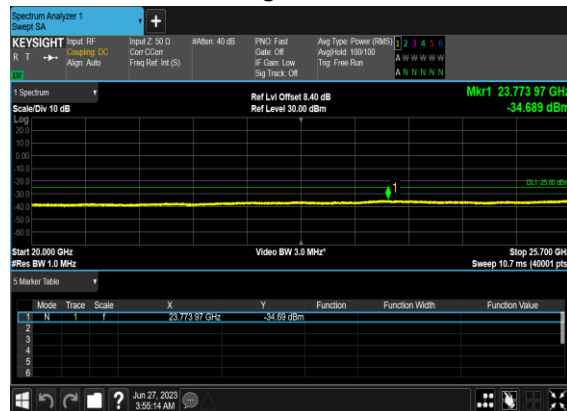 Spectrum Analyzer 1
Swept SA
+
KEYSIGHT Input: RF Input Z: 50 Ω #Atten: 40 dB PNO: Fast Avg Type: Power (RMS) 1 2 3 4 5 6
R T Coupling: DC Corr CCorr Gate: Off Avg|Hold: 100/100 A W W W W W
Align: Auto Freq Ref: Int (S) IF Gain: Low Trig: Free Run
Sig Track: Off A N N N N N
1 Spectrum Ref Lvl Offset 8.40 dB Mkr1 23.773 97 GHz
Scale/Div 10 dB Ref Level 30.00 dBm -34.689 dBm
Log
20.0
10.0
0.00
-10.0
-20.0
1
-30.0
-40.0
-50.0
-60.0
Start 20.000 GHz Video BW 3.0 MHz* Stop 25.700 GHz
#Res BW 1.0 MHz Sweep 10.7 ms (40001 pts)
5 Marker Table
Mode Trace Scale X Y Function Function Width Function Value
1 N 1 f 23.773 97 GHz -34.69 dBm
2
3
4
5
6
? Jun 27, 2023
3:55:14 AM